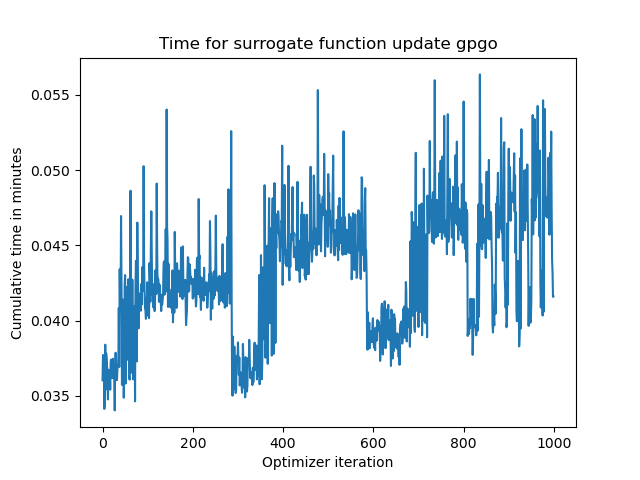 Time for surrogate function update gpgo
0.055
0.050
0.045
0.040
0.035
Cumulative time in minutes
0 200 400 600 800 1000
Optimizer iteration